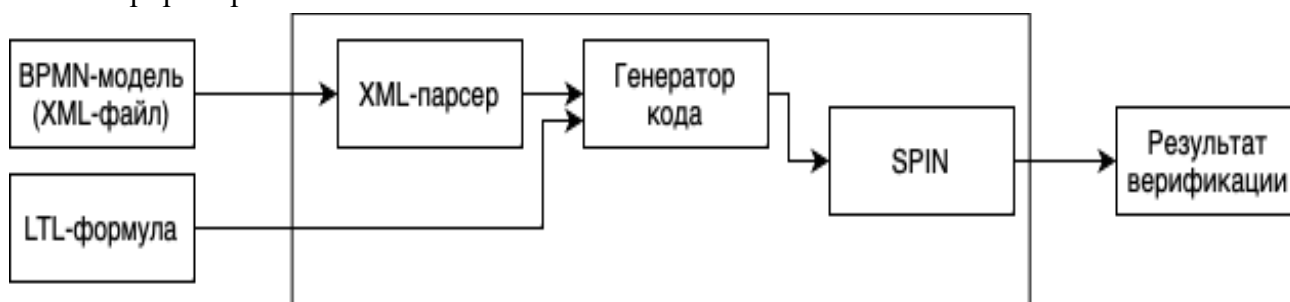 BPMN-модель
(XML-файл)
XML-парсер
Генератор
кода
SPIN
Результат
верификации
LTL-формула